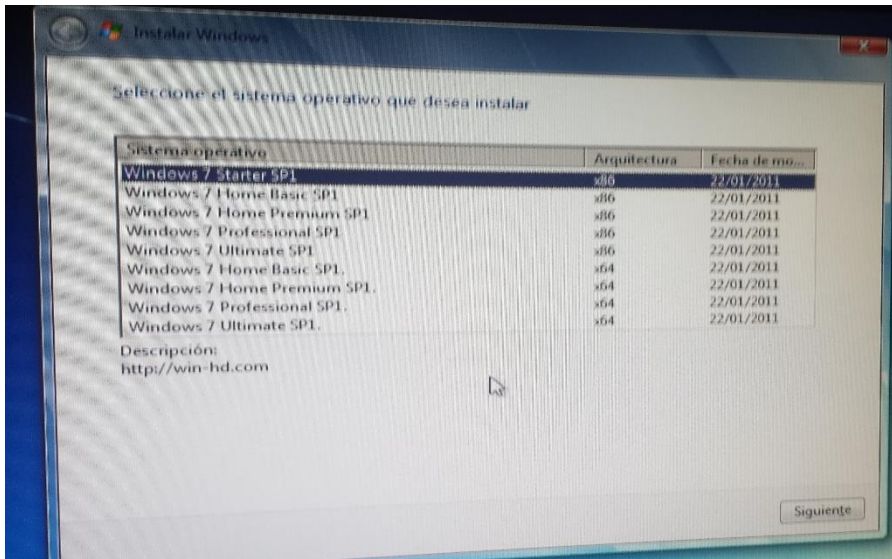 Instalar Windows
Seleccione el sistema operativo que desea instalar
Sistema operativo Arquitectura Fecha de mo...
Windows 7 Starter SP1 x86 22/01/2011
Windows 7 Home Basic SP1 x86 22/01/2011
Windows 7 Home Premium SP1 x86 22/01/2011
Windows 7 Professional SP1 x86 22/01/2011
Windows 7 Ultimate SP1 x86 22/01/2011
Windows 7 Home Basic SP1. x64 22/01/2011
Windows 7 Home Premium SP1. x64 22/01/2011
Windows 7 Professional SP1. x64 22/01/2011
Windows 7 Ultimate SP1. x64 22/01/2011
Descripción:
http://win-hd.com
Siguiente